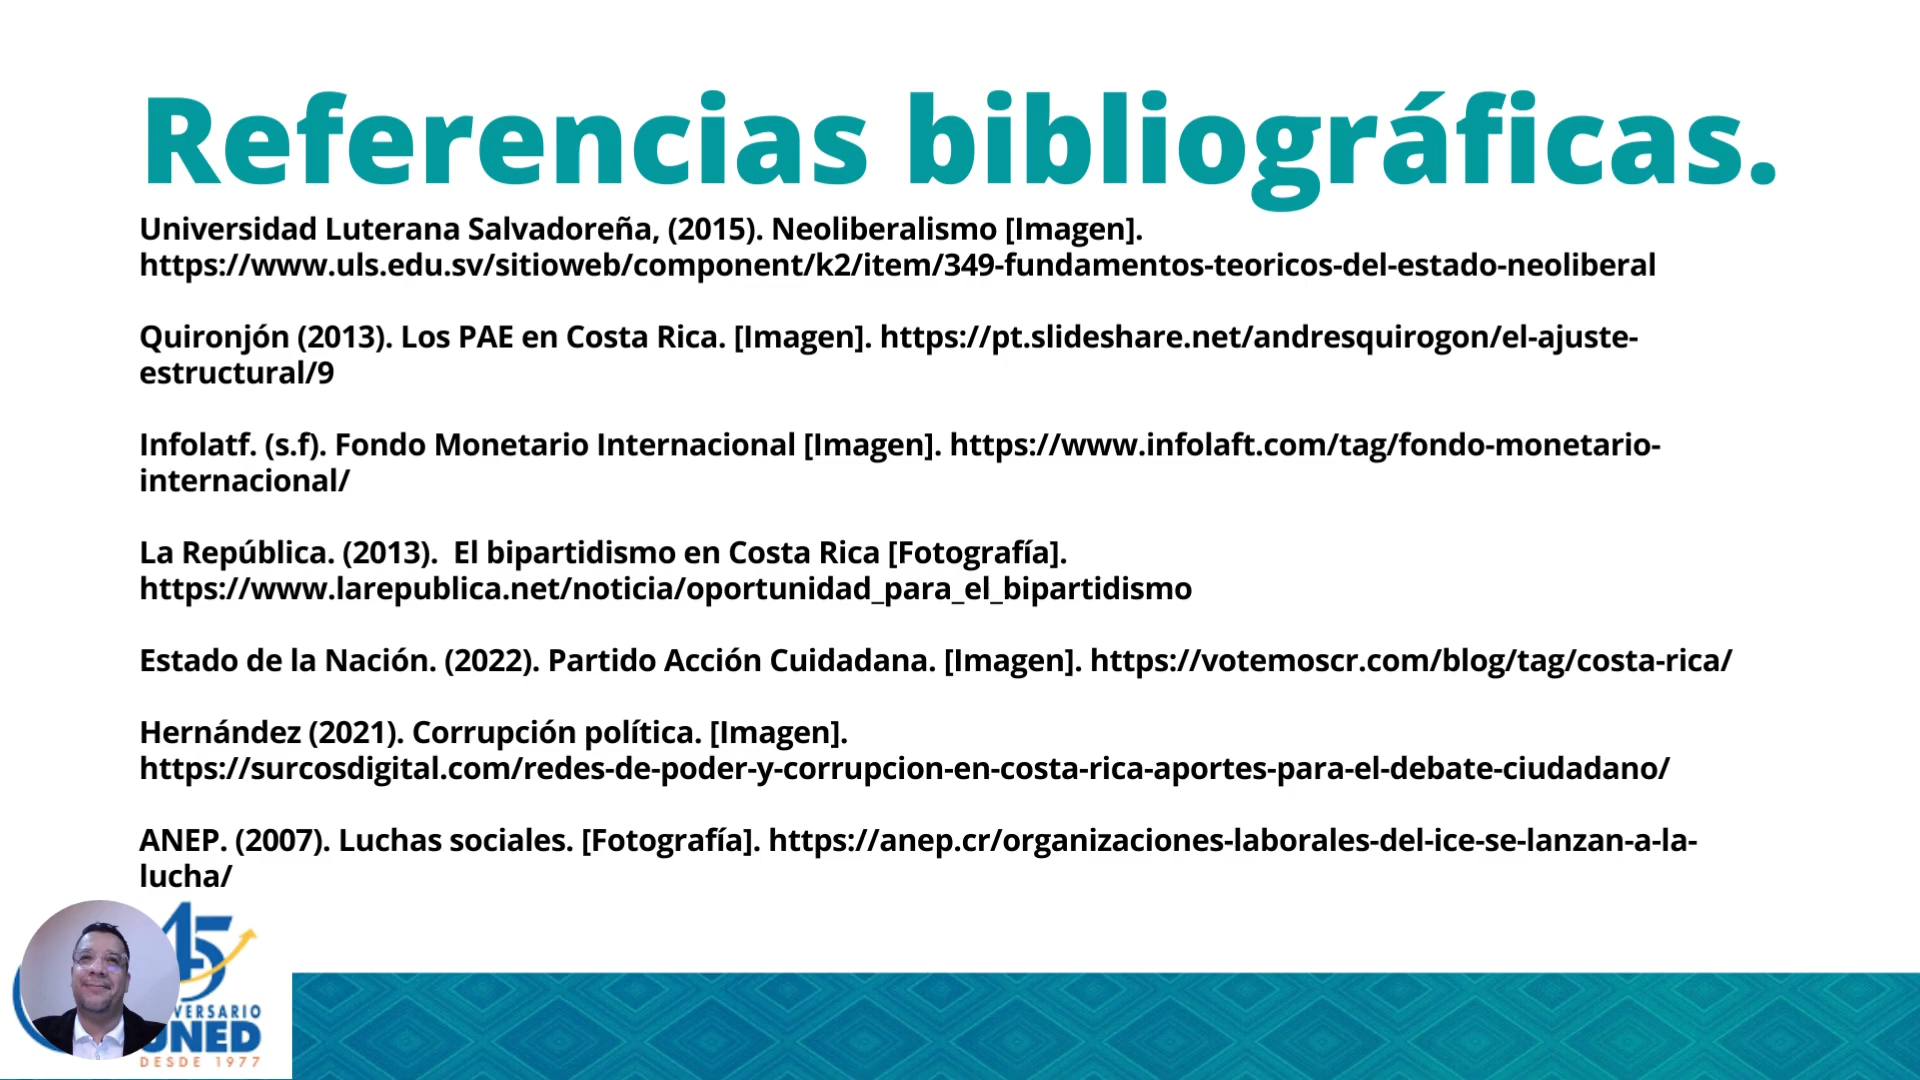 Referencias bibliográficas.
Universidad Luterana Salvadoreña, (2015). Neoliberalismo [Imagen].
https://www.uls.edu.sv/sitioweb/component/k2/item/349-fundamentos-teoricos-del-estado-neoliberal
Quironjón (2013). Los PAE en Costa Rica. [Imagen]. https://pt.slideshare.net/andresquirogon/el-ajuste-
estructural/9
Infolatf. (s.f). Fondo Monetario Internacional [Imagen]. https://www.infolaft.com/tag/fondo-monetario-
internacional/
La República. (2013).  El bipartidismo en Costa Rica [Fotografía].
https://www.larepublica.net/noticia/oportunidad_para_el_bipartidismo
Estado de la Nación. (2022). Partido Acción Cuidadana. [Imagen]. https://votemoscr.com/blog/tag/costa-rica/
Hernández (2021). Corrupción política. [Imagen].
https://surcosdigital.com/redes-de-poder-y-corrupcion-en-costa-rica-aportes-para-el-debate-ciudadano/
ANEP. (2007). Luchas sociales. [Fotografía]. https://anep.cr/organizaciones-laborales-del-ice-se-lanzan-a-la-
lucha/
45
VERSARIO
UNED
DESDE 1977